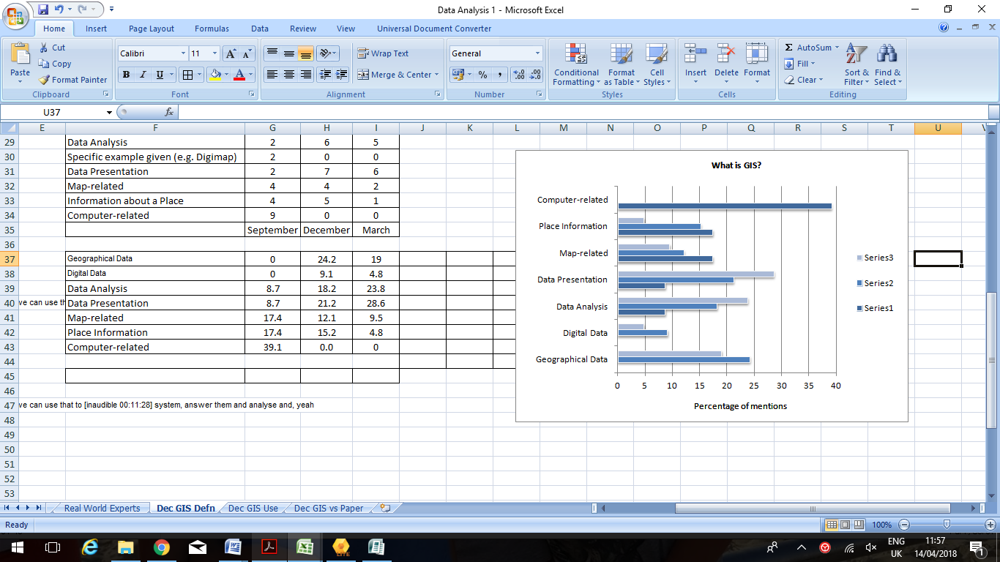 Data Analysis 1 - Microsoft Excel
Home Insert Page Layout Formulas Data Review View Universal Document Converter
Paste Cut Copy Format Painter Clipboard
Calibri 11 A A B I U A Font
Wrap Text Merge & Center Alignment
General % , .0 .00 .00 .0 Number
Conditional Formatting Format as Table Cell Styles Styles
Insert Delete Format Cells
Σ AutoSum Fill Clear Sort & Filter Find & Select Editing
U37 fx
E F G H I J K L M N O P Q R S T U V
29 Data Analysis 2 6 5
30 Specific example given (e.g. Digimap) 2 0 0
31 Data Presentation 2 7 6
32 Map-related 4 4 2
33 Information about a Place 4 5 1
34 Computer-related 9 0 0
35 September December March
36
37 Geographical Data 0 24.2 19
38 Digital Data 0 9.1 4.8
39 Data Analysis 8.7 18.2 23.8
40 ve can use th Data Presentation 8.7 21.2 28.6
41 Map-related 17.4 12.1 9.5
42 Place Information 17.4 15.2 4.8
43 Computer-related 39.1 0.0 0
44
45
46
47 ve can use that to [inaudible 00:11:28] system, answer them and analyse and, yeah
48
49
50
51
52
53
What is GIS?
Computer-related
Place Information
Map-related
Data Presentation
Data Analysis
Digital Data
Geographical Data
0 5 10 15 20 25 30 35 40
Percentage of mentions
Series3
Series2
Series1
Real World Experts Dec GIS Defn Dec GIS Use Dec GIS vs Paper
Ready 100%
LITE
ENG
UK
11:57
14/04/2018
1